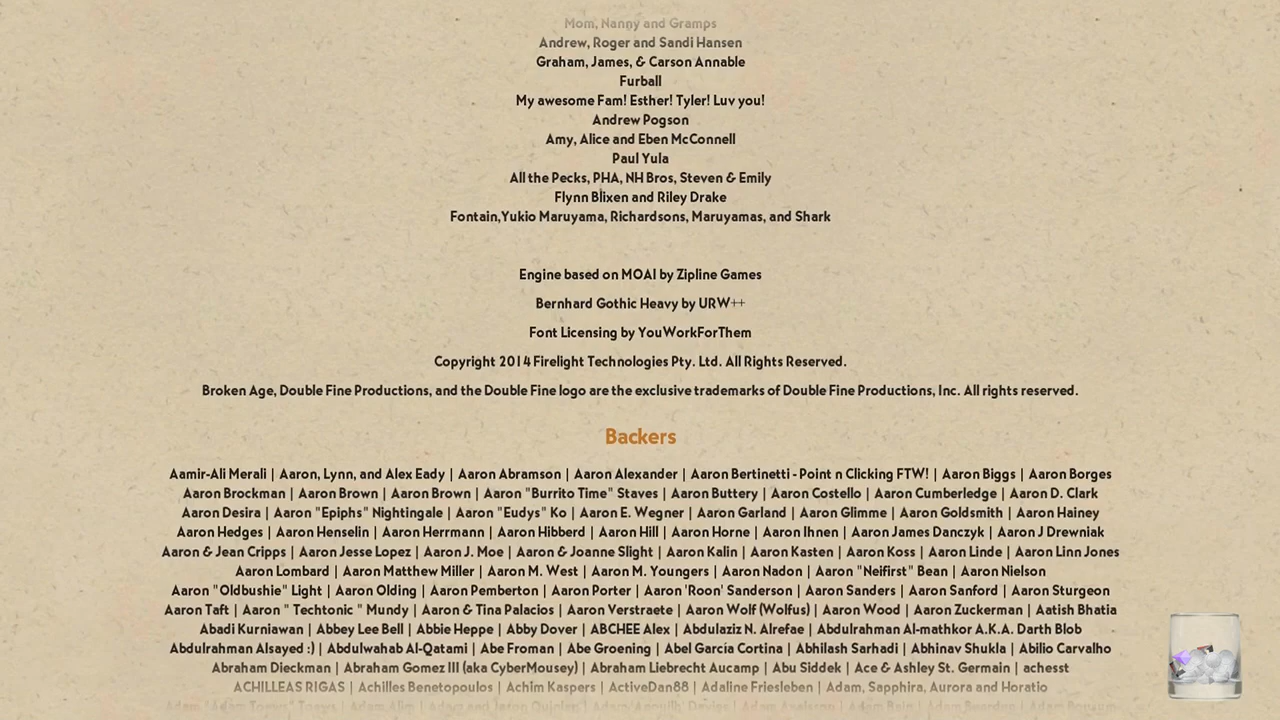 Mom, Nanny and Gramps
Andrew, Roger and Sandi Hansen
Graham, James, & Carson Annable
Furball
My awesome Fam! Esther! Tyler! Luv you!
Andrew Pogson
Amy, Alice and Eben McConnell
Paul Yula
All the Pecks, PHA, NH Bros, Steven & Emily
Flynn Blixen and Riley Drake
Fontain,Yukio Maruyama, Richardsons, Maruyamas, and Shark
Engine based on MOAI by Zipline Games
Bernhard Gothic Heavy by URW++
Font Licensing by YouWorkForThem
Copyright 2014 Firelight Technologies Pty. Ltd. All Rights Reserved.
Broken Age, Double Fine Productions, and the Double Fine logo are the exclusive trademarks of Double Fine Productions, Inc. All rights reserved.
Backers
Aamir-Ali Merali | Aaron, Lynn, and Alex Eady | Aaron Abramson | Aaron Alexander | Aaron Bertinetti - Point n Clicking FTW! | Aaron Biggs | Aaron Borges
Aaron Brockman | Aaron Brown | Aaron Brown | Aaron "Burrito Time" Staves | Aaron Buttery | Aaron Costello | Aaron Cumberledge | Aaron D. Clark
Aaron Desira | Aaron "Epiphs" Nightingale | Aaron "Eudys" Ko | Aaron E. Wegner | Aaron Garland | Aaron Glimme | Aaron Goldsmith | Aaron Hainey
Aaron Hedges | Aaron Henselin | Aaron Herrmann | Aaron Hibberd | Aaron Hill | Aaron Horne | Aaron Ihnen | Aaron James Danczyk | Aaron J Drewniak
Aaron & Jean Cripps | Aaron Jesse Lopez | Aaron J. Moe | Aaron & Joanne Slight | Aaron Kalin | Aaron Kasten | Aaron Koss | Aaron Linde | Aaron Linn Jones
Aaron Lombard | Aaron Matthew Miller | Aaron M. West | Aaron M. Youngers | Aaron Nadon | Aaron "Neifirst" Bean | Aaron Nielson
Aaron "Oldbushie" Light | Aaron Olding | Aaron Pemberton | Aaron Porter | Aaron 'Roon' Sanderson | Aaron Sanders | Aaron Sanford | Aaron Sturgeon
Aaron Taft | Aaron " Techtonic " Mundy | Aaron & Tina Palacios | Aaron Verstraete | Aaron Wolf (Wolfus) | Aaron Wood | Aaron Zuckerman | Aatish Bhatia
Abadi Kurniawan | Abbey Lee Bell | Abbie Heppe | Abby Dover | ABCHEE Alex | Abdulaziz N. Alrefae | Abdulrahman Al-mathkor A.K.A. Darth Blob
Abdulrahman Alsayed :) | Abdulwahab Al-Qatami | Abe Froman | Abe Groening | Abel García Cortina | Abhilash Sarhadi | Abhinav Shukla | Abilio Carvalho
Abraham Dieckman | Abraham Gomez III (aka CyberMousey) | Abraham Liebrecht Aucamp | Abu Siddek | Ace & Ashley St. Germain | achesst
ACHILLEAS RIGAS | Achilles Benetopoulos | Achim Kaspers | ActiveDan88 | Adaline Friesleben | Adam, Sapphira, Aurora and Horatio